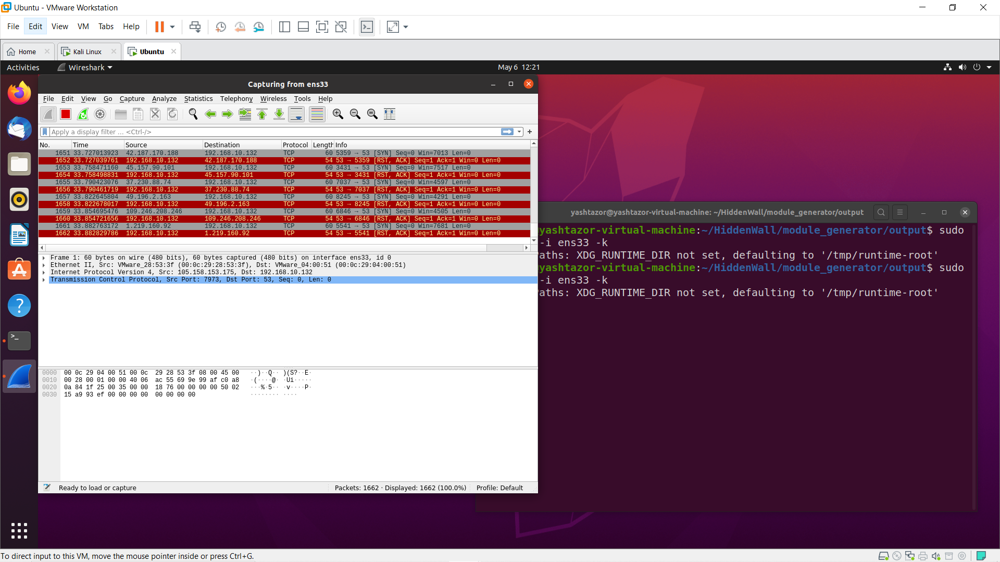 Ubuntu - VMware Workstation
File Edit View VM Tabs Help
Home Kali Linux Ubuntu
Activities Wireshark May 6 12:21
Capturing from ens33
File Edit View Go Capture Analyze Statistics Telephony Wireless Tools Help
Apply a display filter ... <Ctrl-/>
No. Time Source Destination Protocol Length Info
1651 33.727013923 42.187.170.188 192.168.10.132 TCP 60 5359 → 53 [SYN] Seq=0 Win=7013 Len=0
1652 33.727039761 192.168.10.132 42.187.170.188 TCP 54 53 → 5359 [RST, ACK] Seq=1 Ack=1 Win=0 Len=0
1653 33.758471160 45.157.90.101 192.168.10.132 TCP 60 3431 → 53 [SYN] Seq=0 Win=7517 Len=0
1654 33.758498831 192.168.10.132 45.157.90.101 TCP 54 53 → 3431 [RST, ACK] Seq=1 Ack=1 Win=0 Len=0
1655 33.790423076 37.230.88.74 192.168.10.132 TCP 60 7037 → 53 [SYN] Seq=0 Win=4597 Len=0
1656 33.790461719 192.168.10.132 37.230.88.74 TCP 54 53 → 7037 [RST, ACK] Seq=1 Ack=1 Win=0 Len=0
1657 33.822645804 49.196.2.163 192.168.10.132 TCP 60 8245 → 53 [SYN] Seq=0 Win=4291 Len=0
1658 33.822678017 192.168.10.132 49.196.2.163 TCP 54 53 → 8245 [RST, ACK] Seq=1 Ack=1 Win=0 Len=0
1659 33.854695476 109.246.208.246 192.168.10.132 TCP 60 6846 → 53 [SYN] Seq=0 Win=4505 Len=0
1660 33.854721656 192.168.10.132 109.246.208.246 TCP 54 53 → 6846 [RST, ACK] Seq=1 Ack=1 Win=0 Len=0
1661 33.882763172 1.219.160.92 192.168.10.132 TCP 60 5541 → 53 [SYN] Seq=0 Win=7681 Len=0
1662 33.882829786 192.168.10.132 1.219.160.92 TCP 54 53 → 5541 [RST, ACK] Seq=1 Ack=1 Win=0 Len=0
Frame 1: 60 bytes on wire (480 bits), 60 bytes captured (480 bits) on interface ens33, id 0
Ethernet II, Src: VMware_28:53:3f (00:0c:29:28:53:3f), Dst: VMware_04:00:51 (00:0c:29:04:00:51)
Internet Protocol Version 4, Src: 105.158.153.175, Dst: 192.168.10.132
Transmission Control Protocol, Src Port: 7973, Dst Port: 53, Seq: 0, Len: 0
0000 00 0c 29 04 00 51 00 0c 29 28 53 3f 08 00 45 00 ··)··Q·· )(S?··E·
0010 00 28 00 01 00 00 40 06 ac 55 69 9e 99 af c0 a8 ·(····@· ·Ui·····
0020 0a 84 1f 25 00 35 00 00 18 76 00 00 00 00 50 02 ···%·5·· ·v····P·
0030 15 a9 93 ef 00 00 00 00 00 00 00 00 ········ ····
Ready to load or capture Packets: 1662 · Displayed: 1662 (100.0%) Profile: Default
yashtazor@yashtazor-virtual-machine: ~/HiddenWall/module_generator/output
yashtazor-virtual-machine:~/HiddenWall/module_generator/output$ sudo
-i ens33 -k
aths: XDG_RUNTIME_DIR not set, defaulting to '/tmp/runtime-root'
yashtazor-virtual-machine:~/HiddenWall/module_generator/output$ sudo
-i ens33 -k
aths: XDG_RUNTIME_DIR not set, defaulting to '/tmp/runtime-root'
To direct input to this VM, move the mouse pointer inside or press Ctrl+G.